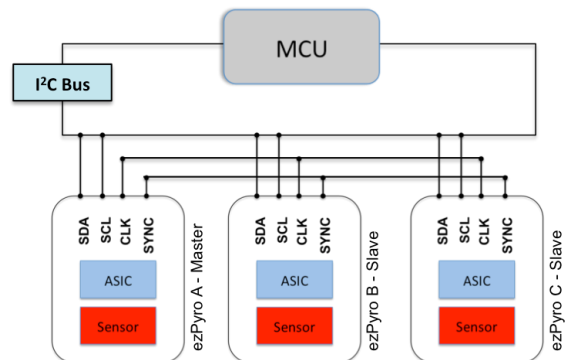 MCU
I²C Bus
SDA
SCL
CLK
SYNC
ASIC
Sensor
ezPyro A - Master
SDA
SCL
CLK
SYNC
ASIC
Sensor
ezPyro B - Slave
SDA
SCL
CLK
SYNC
ASIC
Sensor
ezPyro C - Slave